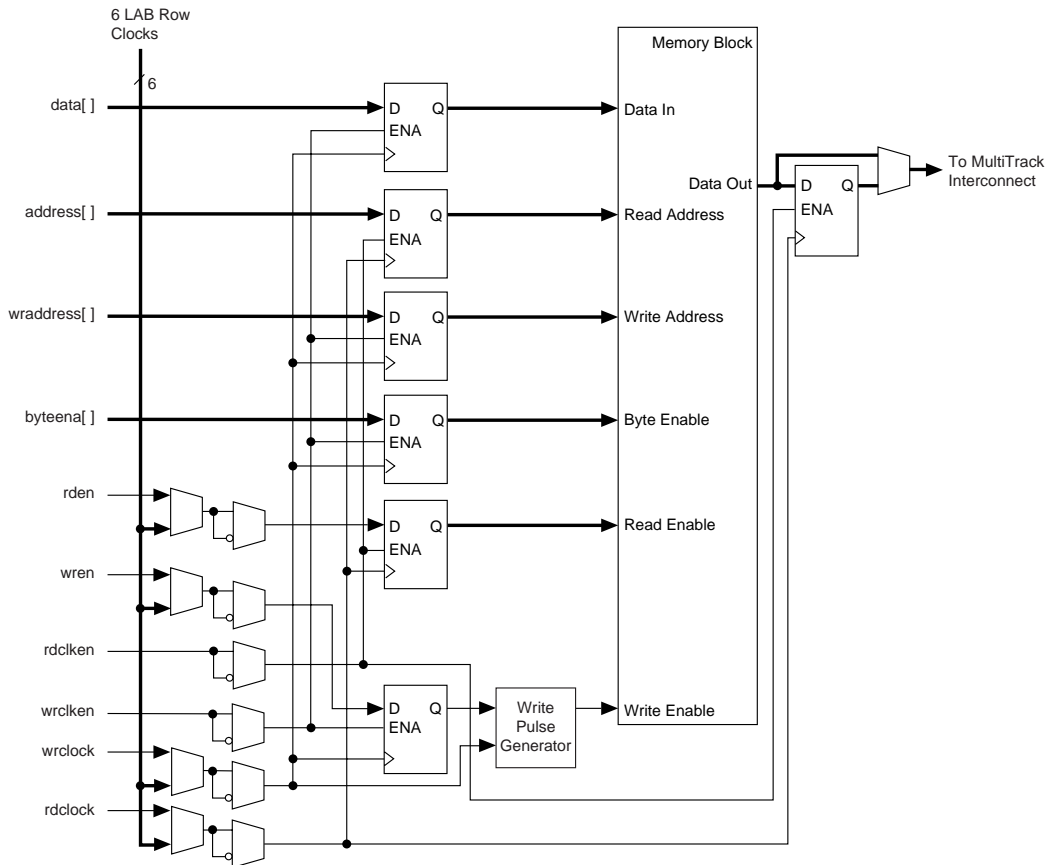 6 LAB Row
Clocks
6
Memory Block
data[ ]
D Q
ENA
Data In
To MultiTrack
Interconnect
Data Out
D Q
ENA
address[ ]
D Q
ENA
Read Address
wraddress[ ]
D Q
ENA
Write Address
byteena[ ]
D Q
ENA
Byte Enable
rden
D Q
ENA
Read Enable
wren
rdclken
wrclken
D Q
ENA
Write
Pulse
Generator
Write Enable
wrclock
rdclock